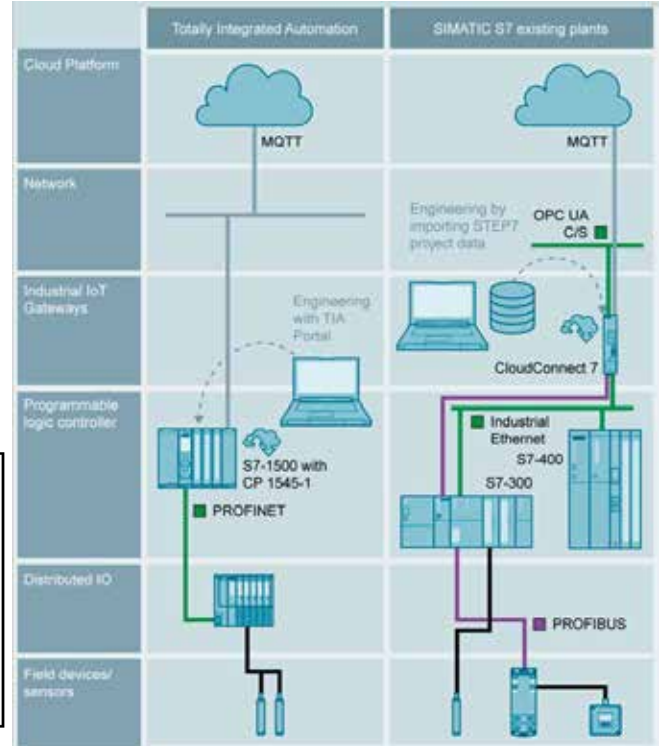 Totally Integrated Automation
SIMATIC S7 existing plants
Cloud Platform
MQTT
MQTT
Network
Engineering by
importing STEP7
project data
OPC UA
C/S
Industrial IoT
Gateways
Engineering
with TIA
Portal
CloudConnect 7
Programmable
logic controller
S7-1500 with
CP 1545-1
PROFINET
Industrial
Ethernet
S7-400
S7-300
Distributed IO
PROFIBUS
Field devices/
sensors